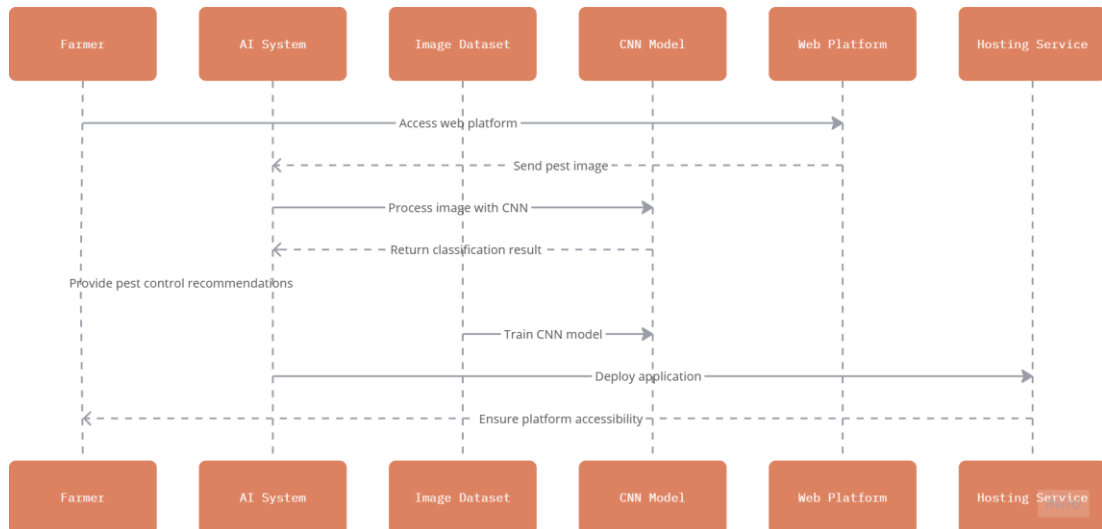 Farmer
AI System
Image Dataset
CNN Model
Web Platform
Hosting Service
Access web platform
Send pest image
Process image with CNN
Return classification result
Provide pest control recommendations
Train CNN model
Deploy application
Ensure platform accessibility
Farmer
AI System
Image Dataset
CNN Model
Web Platform
Hosting Service
miro